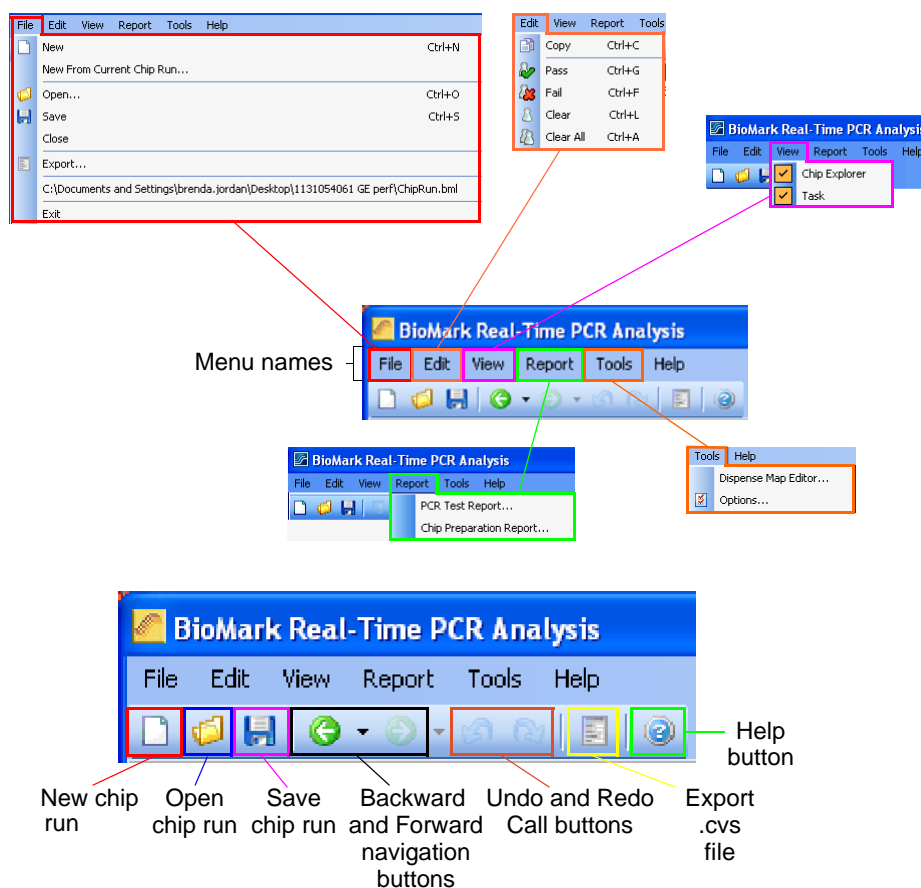 File Edit View Report Tools Help
New Ctrl+N
New From Current Chip Run...
Open... Ctrl+O
Save Ctrl+S
Close
Export...
C:\Documents and Settings\brenda.jordan\Desktop\1131054061 GE perf\ChipRun.bml
Exit
Edit View Report Tools
Copy Ctrl+C
Pass Ctrl+G
Fail Ctrl+F
Clear Ctrl+L
Clear All Ctrl+A
BioMark Real-Time PCR Analysis
File Edit View Report Tools Help
Chip Explorer
Task
BioMark Real-Time PCR Analysis
Menu names
File Edit View Report Tools Help
BioMark Real-Time PCR Analysis
File Edit View Report Tools Help
PCR Test Report...
Chip Preparation Report...
Tools Help
Dispense Map Editor...
Options...
BioMark Real-Time PCR Analysis
File Edit View Report Tools Help
Help
button
New chip
run
Open
chip run
Save
chip run
Backward
and Forward
navigation
buttons
Undo and Redo
Call buttons
Export
.cvs
file